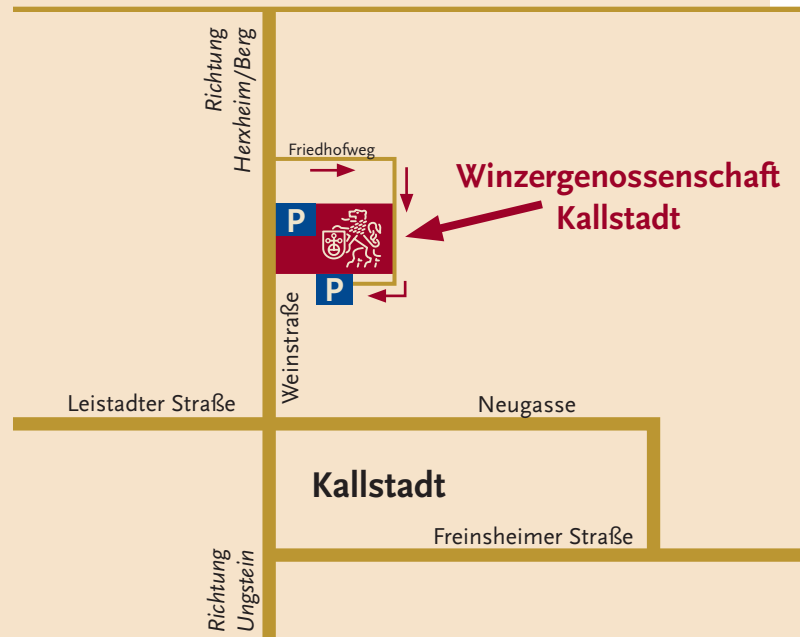 Richtung
Herxheim/Berg
Friedhofweg
Winzergenossenschaft
Kallstadt
P
P
Weinstraße
Leistadter Straße
Neugasse
Kallstadt
Freinsheimer Straße
Richtung
Ungstein